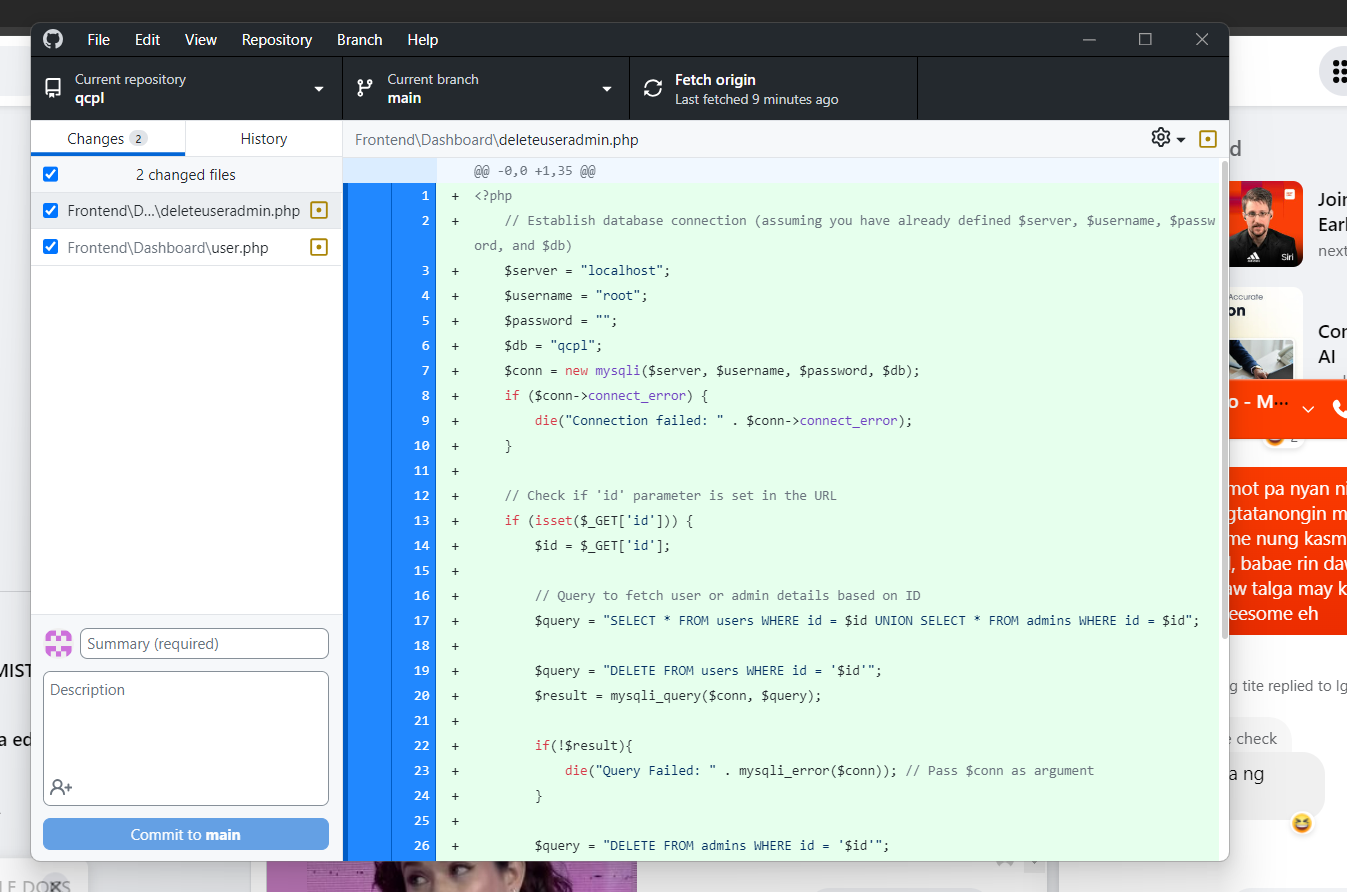 File Edit View Repository Branch Help
Current repository
qcpl
Current branch
main
Fetch origin
Last fetched 9 minutes ago
Changes 2
History
2 changed files
Frontend\D...\deleteuseradmin.php
Frontend\Dashboard\user.php
Summary (required)
Description
Commit to main
Frontend\Dashboard\deleteuseradmin.php
@@ -0,0 +1,35 @@
1 + <?php
2 + // Establish database connection (assuming you have already defined $server, $username, $passw
ord, and $db)
3 + $server = "localhost";
4 + $username = "root";
5 + $password = "";
6 + $db = "qcpl";
7 + $conn = new mysqli($server, $username, $password, $db);
8 + if ($conn->connect_error) {
9 + die("Connection failed: " . $conn->connect_error);
10 + }
11 +
12 + // Check if 'id' parameter is set in the URL
13 + if (isset($_GET['id'])) {
14 + $id = $_GET['id'];
15 +
16 + // Query to fetch user or admin details based on ID
17 + $query = "SELECT * FROM users WHERE id = $id UNION SELECT * FROM admins WHERE id = $id";
18 +
19 + $query = "DELETE FROM users WHERE id = '$id'";
20 + $result = mysqli_query($conn, $query);
21 +
22 + if(!$result){
23 + die("Query Failed: " . mysqli_error($conn)); // Pass $conn as argument
24 + }
25 +
26 + $query = "DELETE FROM admins WHERE id = '$id'";
d
Siri
Join
Earl
next
Accurate
on
Con
AI
o - M...
2
mot pa nyan ni
gtatanongin m
me nung kasm
, babae rin daw
aw talga may k
eesome eh
g tite replied to Ig
e check
a ng
MIST
a ed